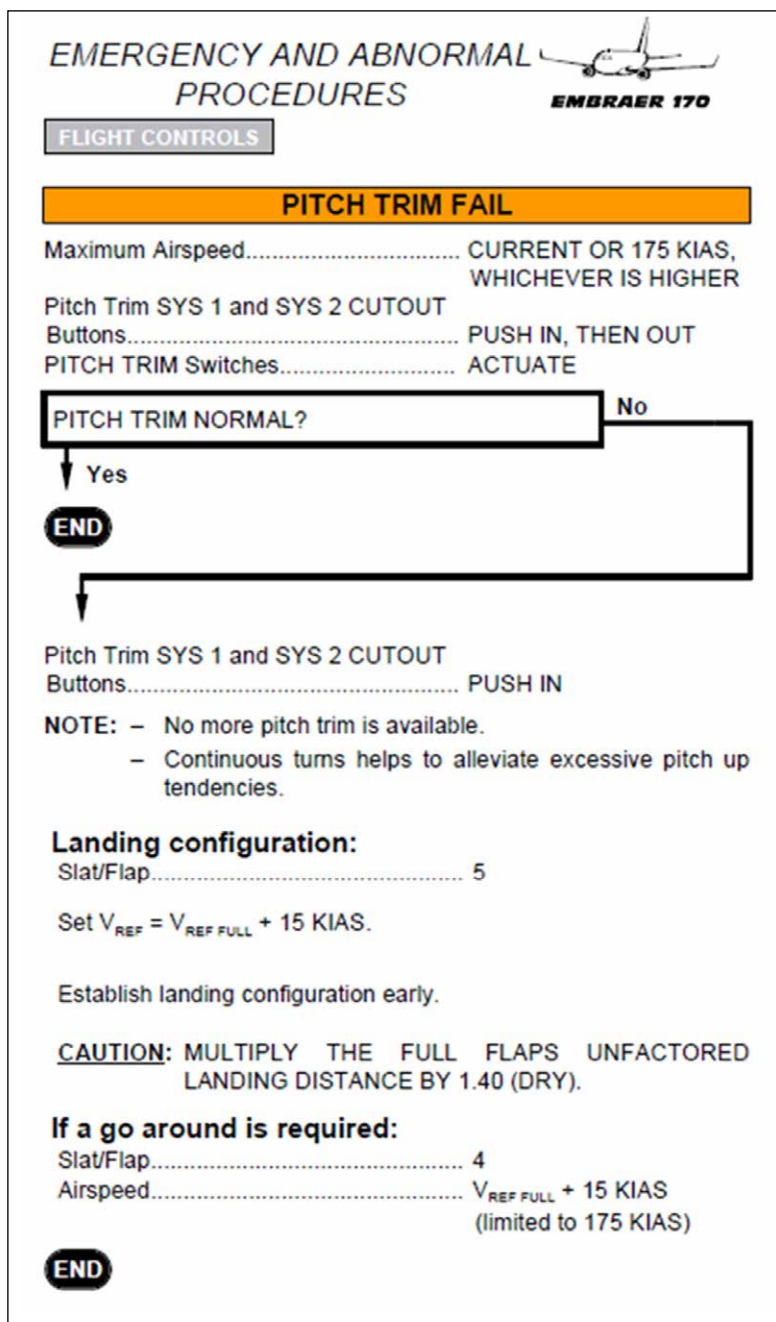 EMERGENCY AND ABNORMAL
PROCEDURES
EMBRAER 170
FLIGHT CONTROLS
PITCH TRIM FAIL
Maximum Airspeed................................. CURRENT OR 175 KIAS,
WHICHEVER IS HIGHER
Pitch Trim SYS 1 and SYS 2 CUTOUT
Buttons................................................... PUSH IN, THEN OUT
PITCH TRIM Switches........................... ACTUATE
PITCH TRIM NORMAL?
No
Yes
END
Pitch Trim SYS 1 and SYS 2 CUTOUT
Buttons................................................... PUSH IN
NOTE: – No more pitch trim is available.
– Continuous turns helps to alleviate excessive pitch up
tendencies.
Landing configuration:
Slat/Flap................................................ 5
Set VREF = VREF FULL + 15 KIAS.
Establish landing configuration early.
CAUTION: MULTIPLY THE FULL FLAPS UNFACTORED
LANDING DISTANCE BY 1.40 (DRY).
If a go around is required:
Slat/Flap................................................ 4
Airspeed................................................ VREF FULL + 15 KIAS
(limited to 175 KIAS)
END